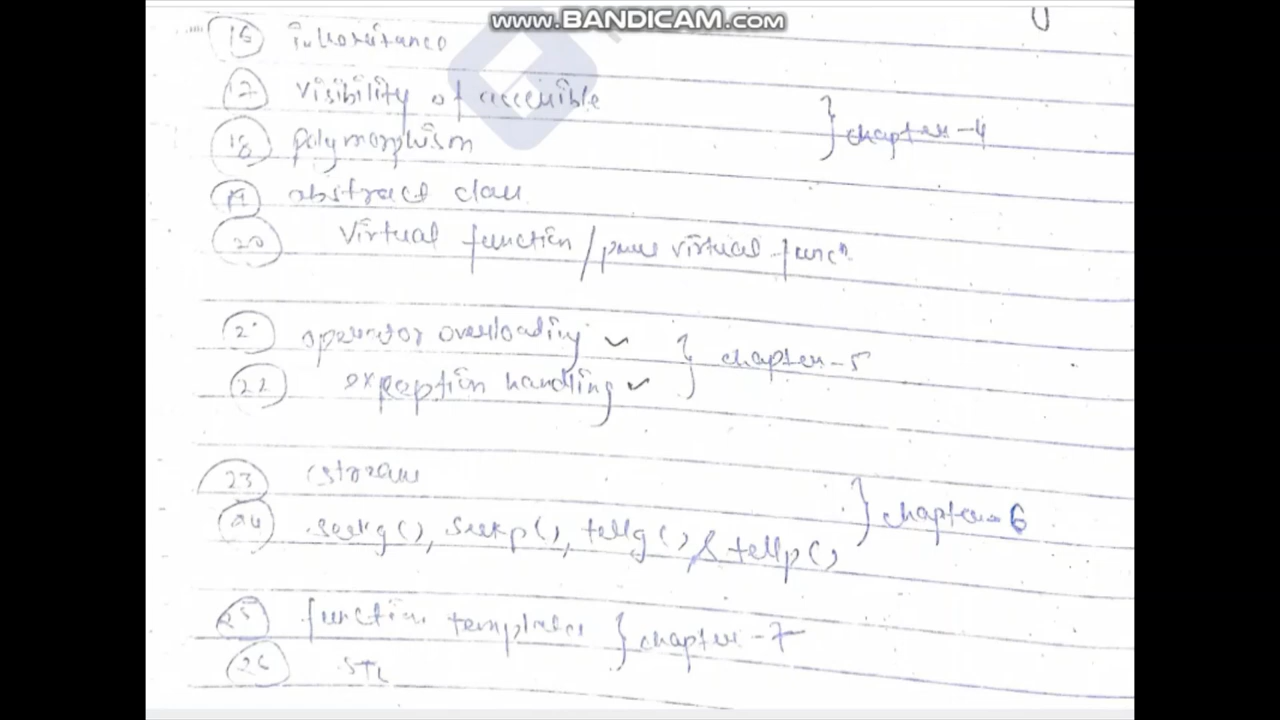 www.BANDICAM.com
16 inheritance
17 visibility of accessible
18 polymorphism
} chapter-4
19 abstract class
20 virtual function / pure virtual funcn
operator overloading ✓
} chapter-5
22 exception handling ✓
23 stream
24 seekg(), seekp(), tellg() & tellp()
} chapter-6
25 function templates } chapter-7
26 STL